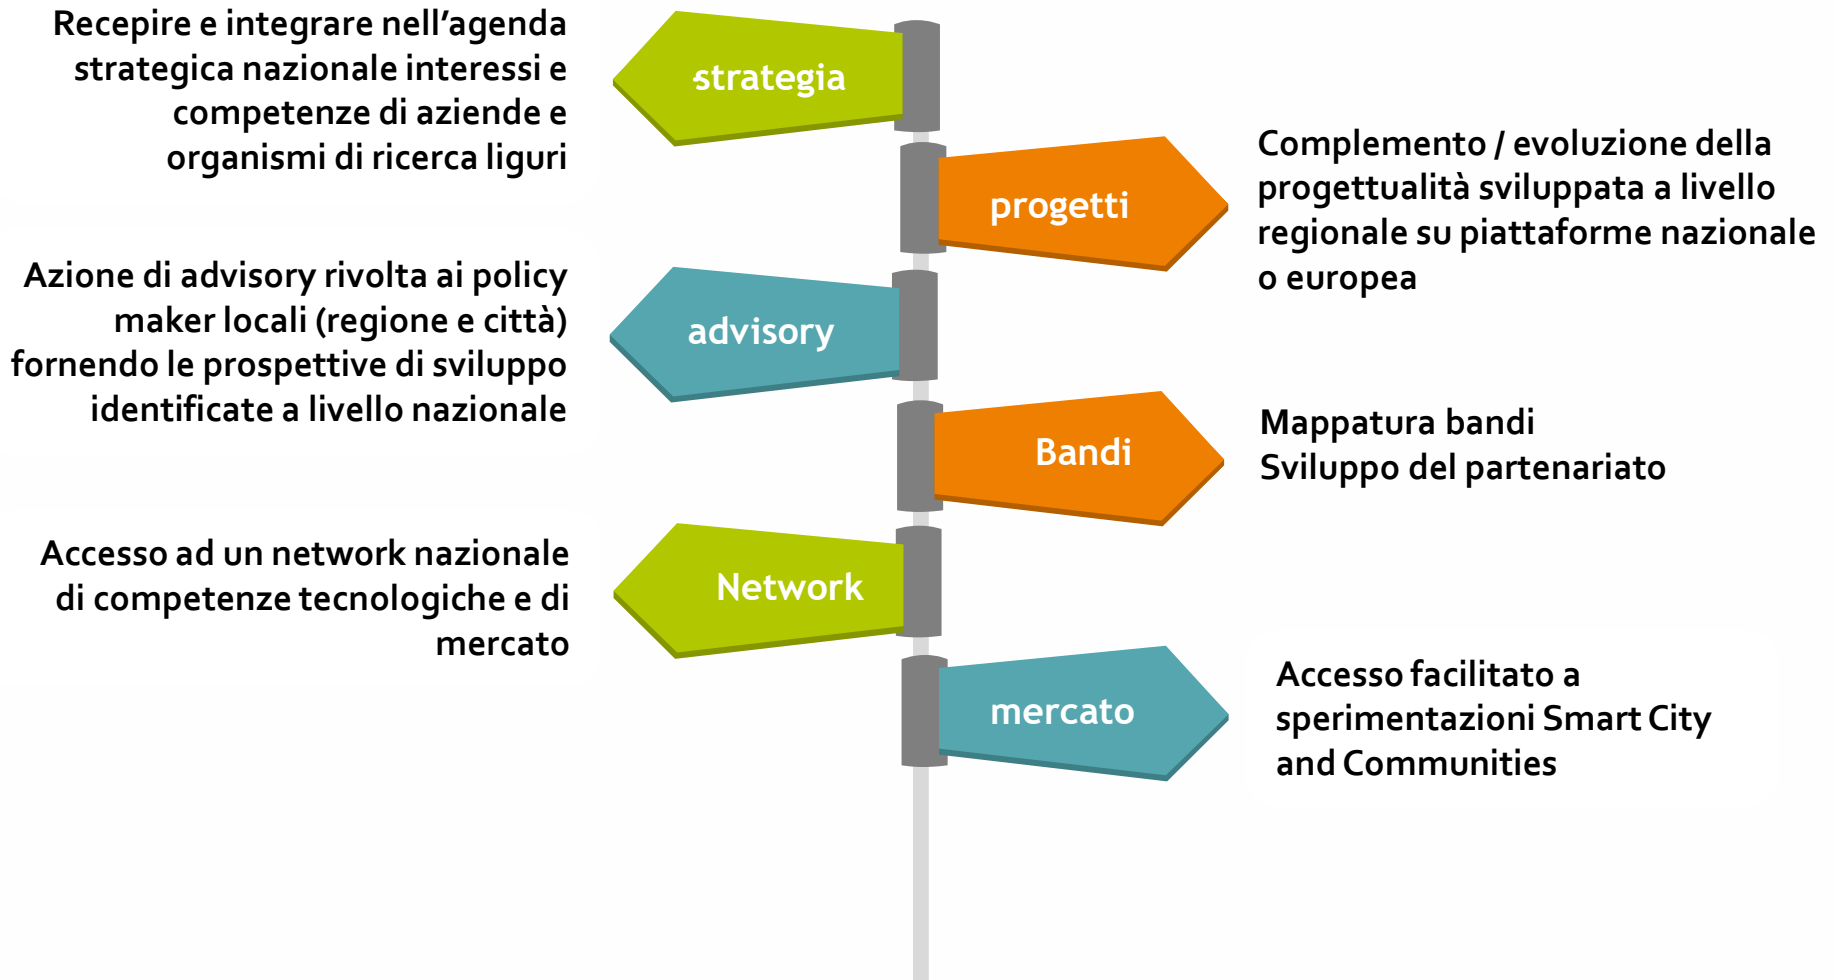 Recepire e integrare nell'agenda
strategica nazionale interessi e
competenze di aziende e
organismi di ricerca liguri
strategia
progetti
Complemento / evoluzione della
progettualità sviluppata a livello
regionale su piattaforme nazionale
o europea
Azione di advisory rivolta ai policy
maker locali (regione e città)
fornendo le prospettive di sviluppo
identificate a livello nazionale
advisory
Bandi
Mappatura bandi
Sviluppo del partenariato
Accesso ad un network nazionale
di competenze tecnologiche e di
mercato
Network
mercato
Accesso facilitato a
sperimentazioni Smart City
and Communities